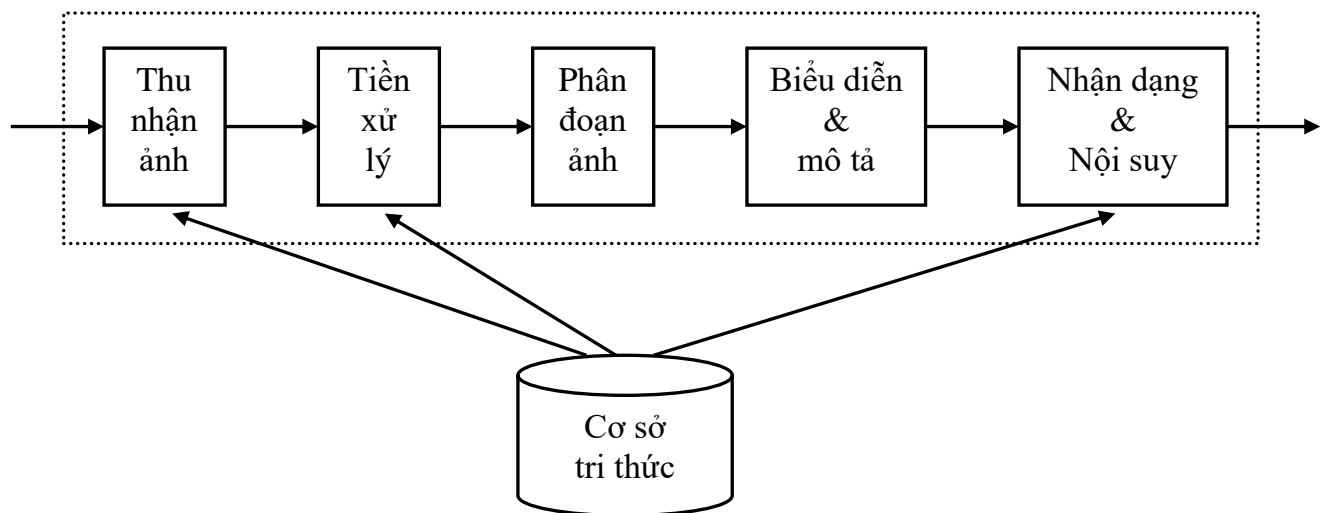 Thu
nhận
ảnh
Tiền
xử
lý
Phân
đoạn
ảnh
Biểu diễn
&
mô tả
Nhận dạng
&
Nội suy
Cơ sở
tri thức